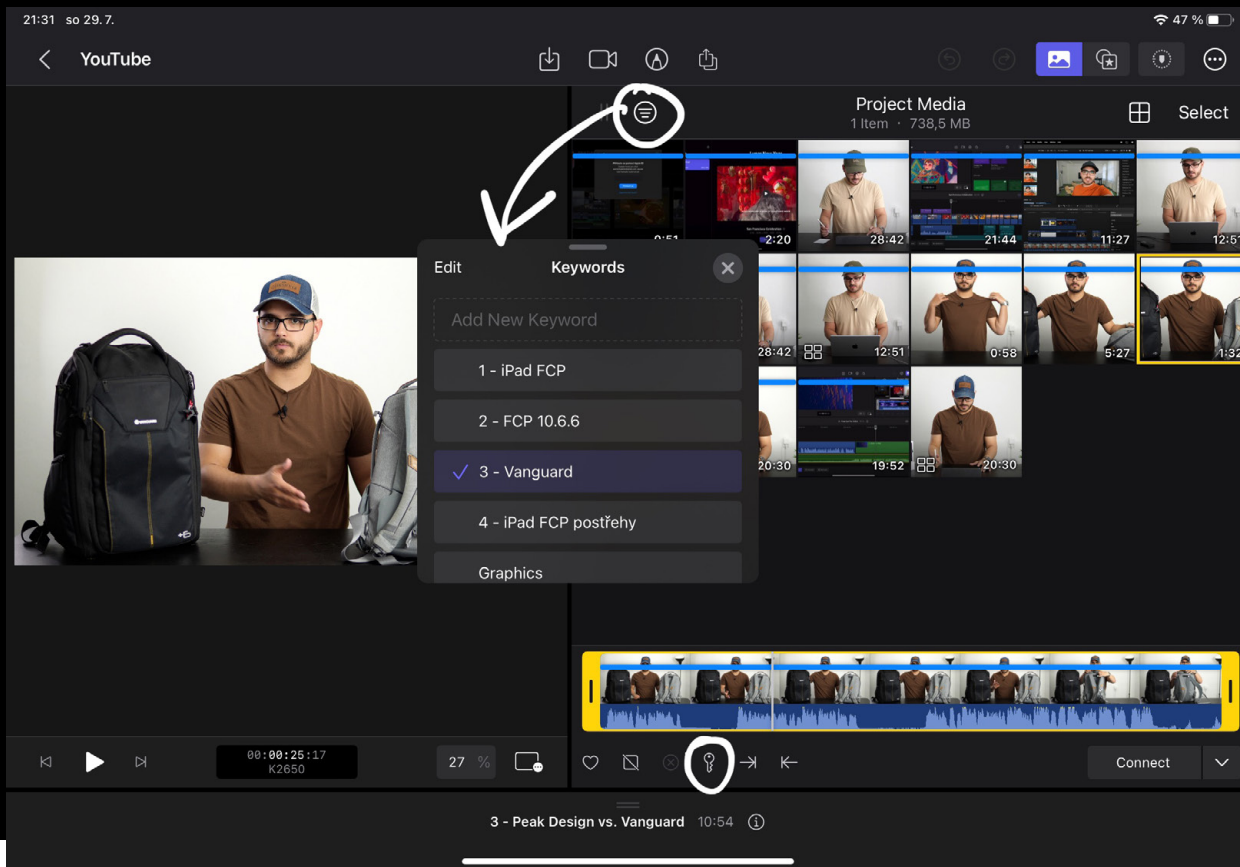 21:31 so 29. 7.
47 %
YouTube
Project Media
1 Item · 738,5 MB
Select
0:51
2:20
28:42
21:44
11:27
12:51
Edit
Keywords
Add New Keyword
1 - iPad FCP
2 - FCP 10.6.6
3 - Vanguard
4 - iPad FCP postřehy
Graphics
28:42
12:51
0:58
5:27
1:32
20:30
19:52
20:30
00:00:25:17
K2650
27 %
Connect
3 - Peak Design vs. Vanguard 10:54